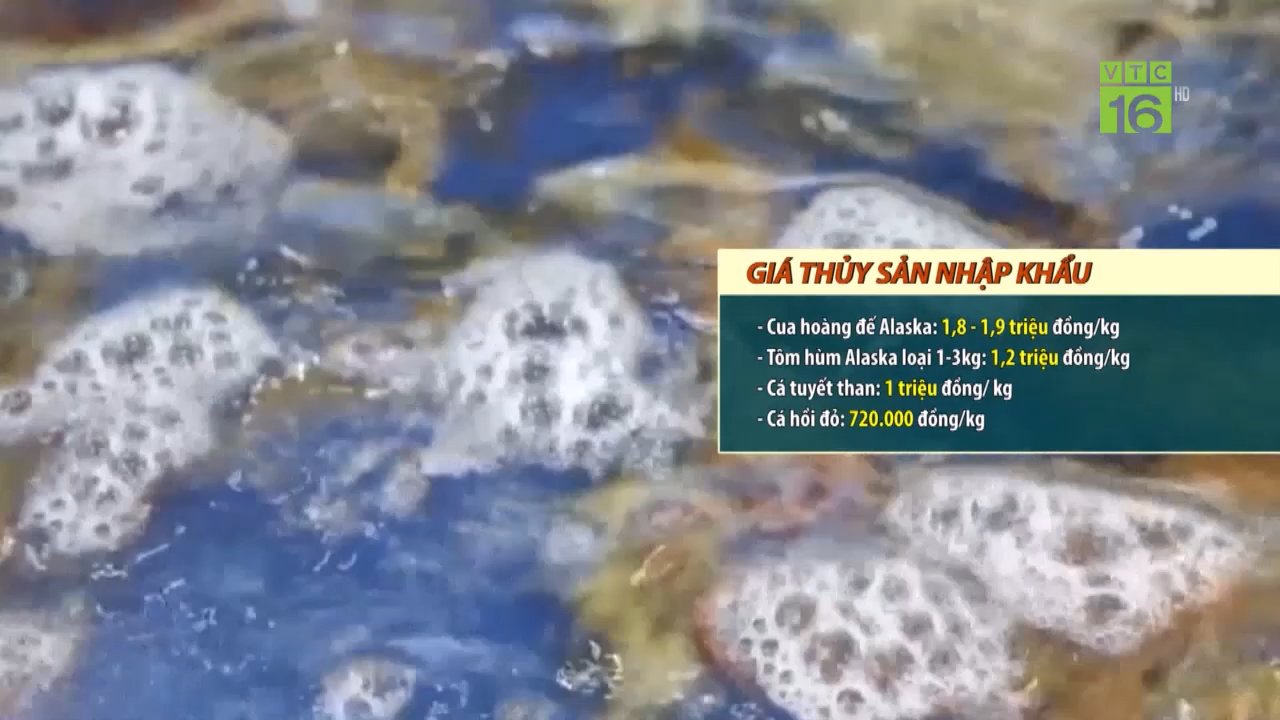 VTC
16 HD
GIÁ THỦY SẢN NHẬP KHẨU
- Cua hoàng đế Alaska: 1,8 - 1,9 triệu đồng/kg
- Tôm hùm Alaska loại 1-3kg: 1,2 triệu đồng/kg
- Cá tuyết than: 1 triệu đồng/ kg
- Cá hồi đỏ: 720.000 đồng/kg